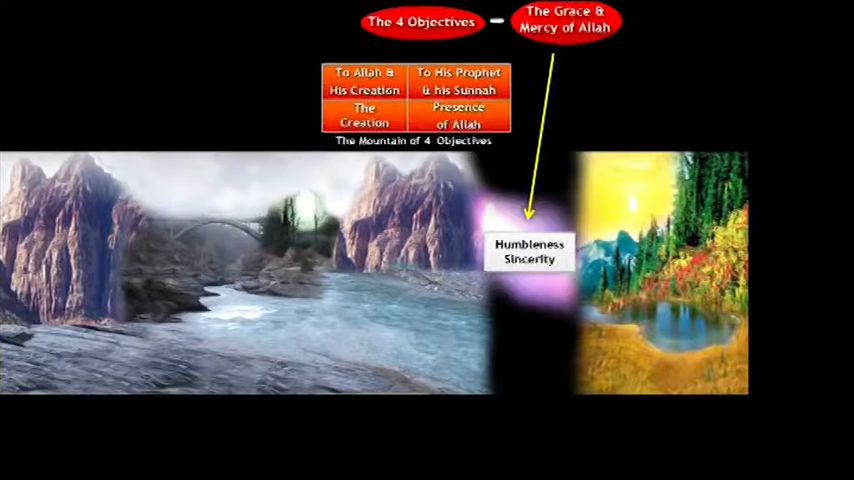 The 4 Objectives
The Grace &
Mercy of Allah
To Allah &
His Creation
To His Prophet
& his Sunnah
The
Creation
Presence
of Allah
The Mountain of 4 Objectives
Humbleness
Sincerity